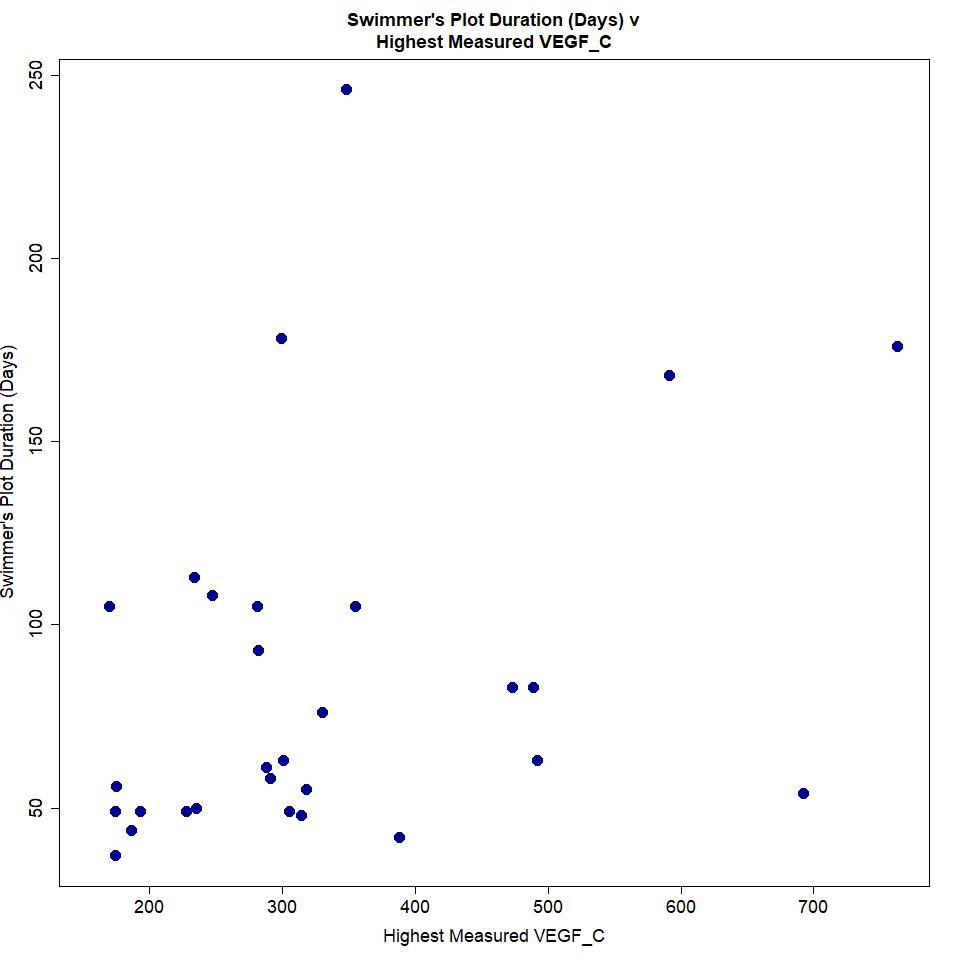 Swimmer's Plot Duration (Days) v
Highest Measured VEGF_C
Swimmer's Plot Duration (Days)
250
200
150
100
50
200 300 400 500 600 700
Highest Measured VEGF_C